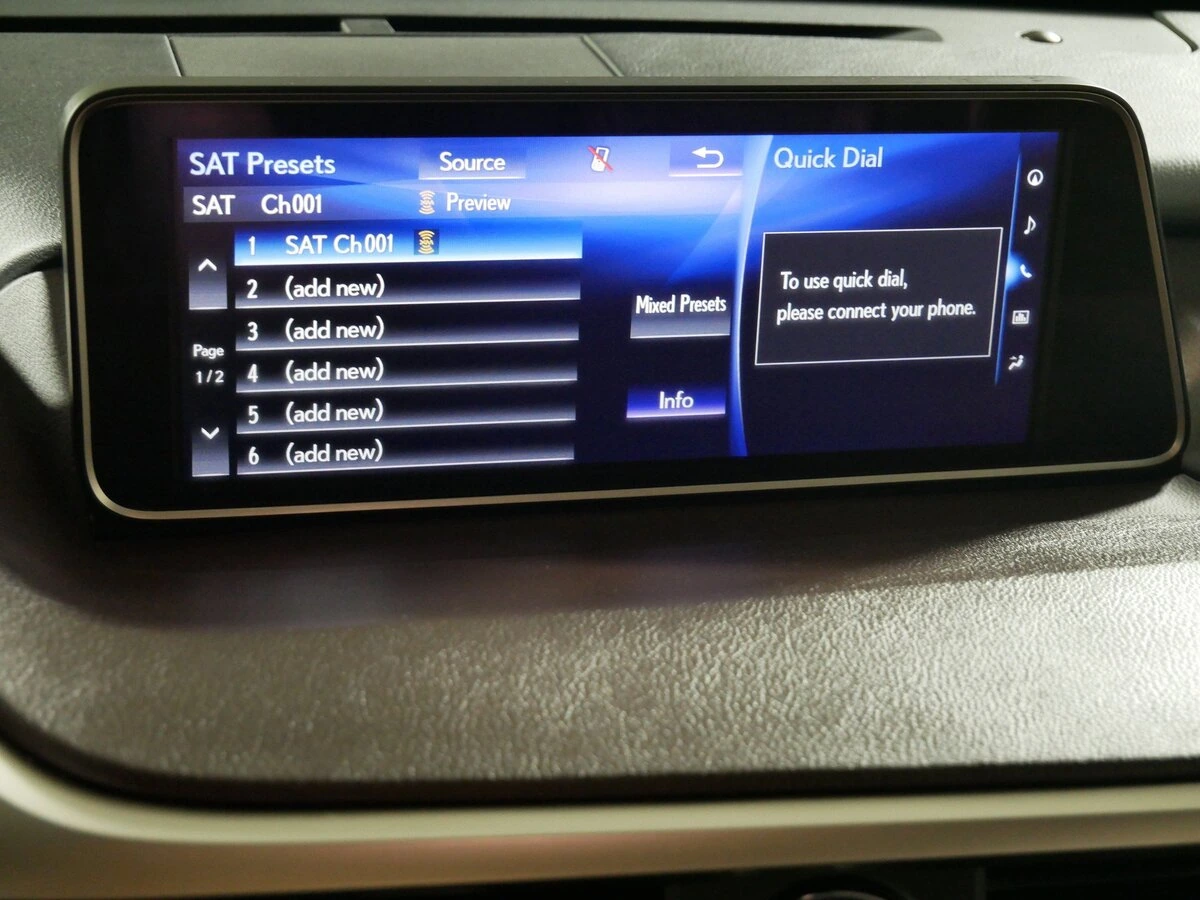 SAT Presets
Source
SAT Ch001
Preview
1 SAT Ch001
2 (add new)
3 (add new)
4 (add new)
5 (add new)
6 (add new)
Page
1/2
Mixed Presets
Info
Quick Dial
To use quick dial,
please connect your phone.